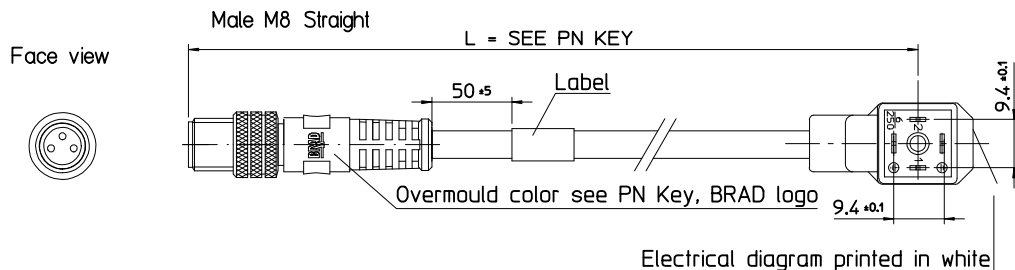 Male M8 Straight
L = SEE PN KEY
Face view
50 ±5
Label
9.4 ±0.1
BRAD
250
6
2
1
Overmould color see PN Key, BRAD logo
9.4 ±0.1
Electrical diagram printed in white